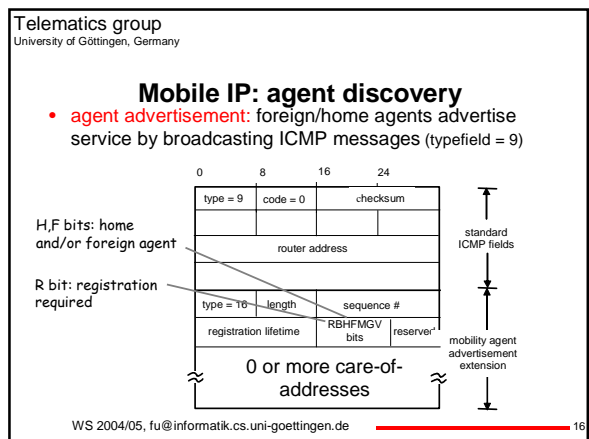 Telematics group
University of Göttingen, Germany
Mobile IP: agent discovery
• agent advertisement: foreign/home agents advertise
service by broadcasting ICMP messages (typefield = 9)
0 8 16 24
type = 9 code = 0 checksum
H,F bits: home
and/or foreign agent
router address
standard
ICMP fields
R bit: registration
required
type = 16 length sequence #
registration lifetime RBHFMGV
bits reserved
mobility agent
advertisement
extension
0 or more care-of-
addresses
WS 2004/05, fu@informatik.cs.uni-goettingen.de 16